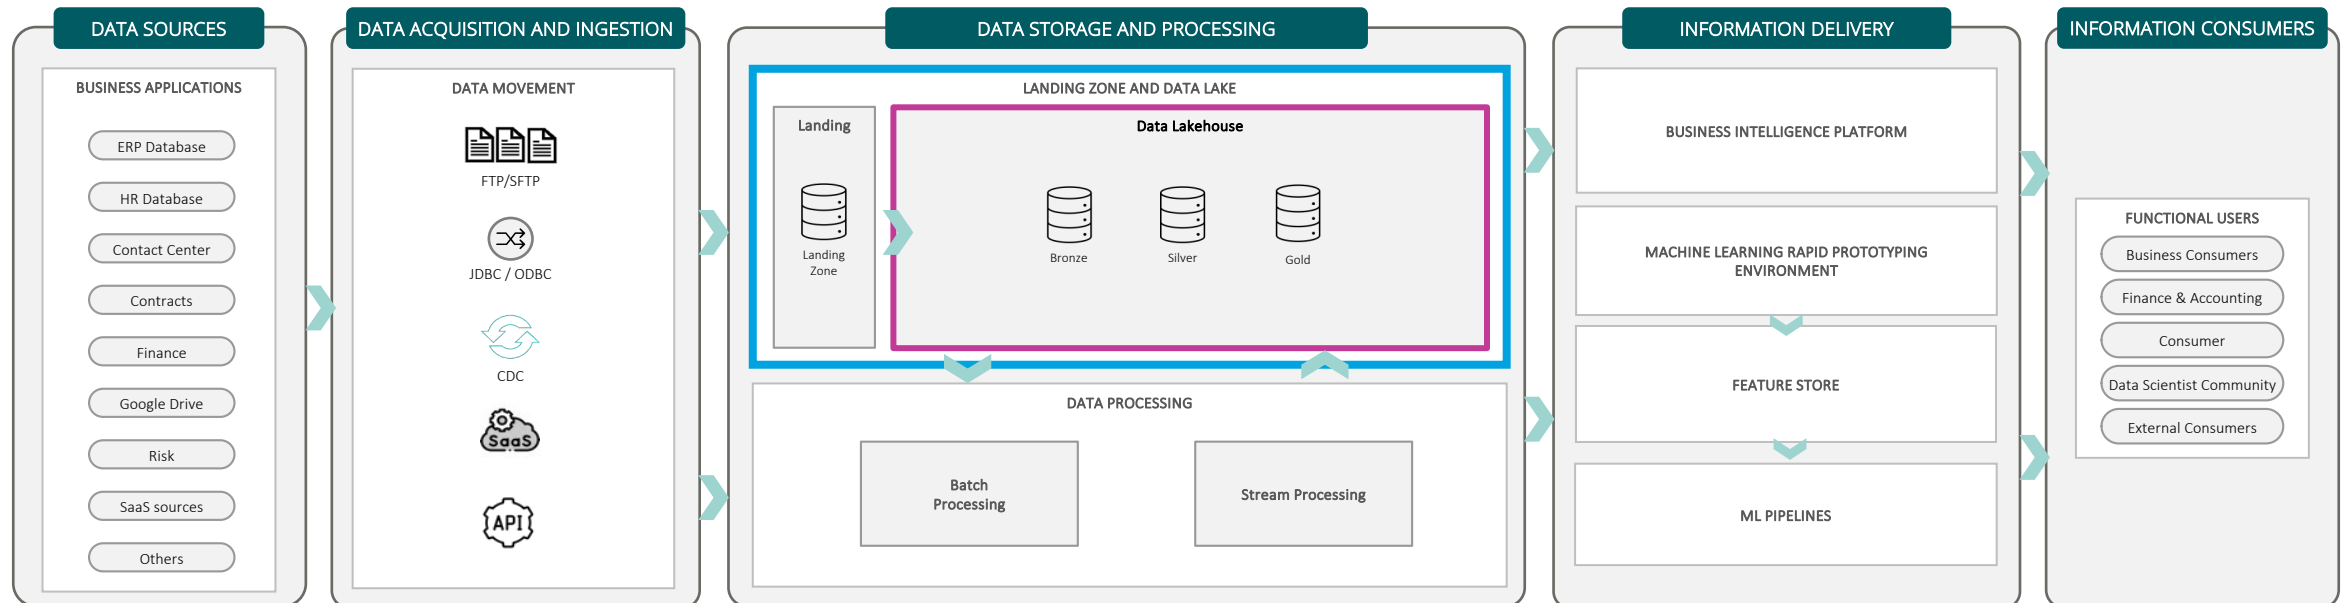 DATA SOURCES
BUSINESS APPLICATIONS
ERP Database
HR Database
Contact Center
Contracts
Finance
Google Drive
Risk
SaaS sources
Others
DATA ACQUISITION AND INGESTION
DATA MOVEMENT
FTP/SFTP
JDBC / ODBC
CDC
SaaS
API
DATA STORAGE AND PROCESSING
LANDING ZONE AND DATA LAKE
Landing
Landing
Zone
Data Lakehouse
Bronze
Silver
Gold
DATA PROCESSING
Batch
Processing
Stream Processing
INFORMATION DELIVERY
BUSINESS INTELLIGENCE PLATFORM
MACHINE LEARNING RAPID PROTOTYPING
ENVIRONMENT
FEATURE STORE
ML PIPELINES
INFORMATION CONSUMERS
FUNCTIONAL USERS
Business Consumers
Finance & Accounting
Consumer
Data Scientist Community
External Consumers